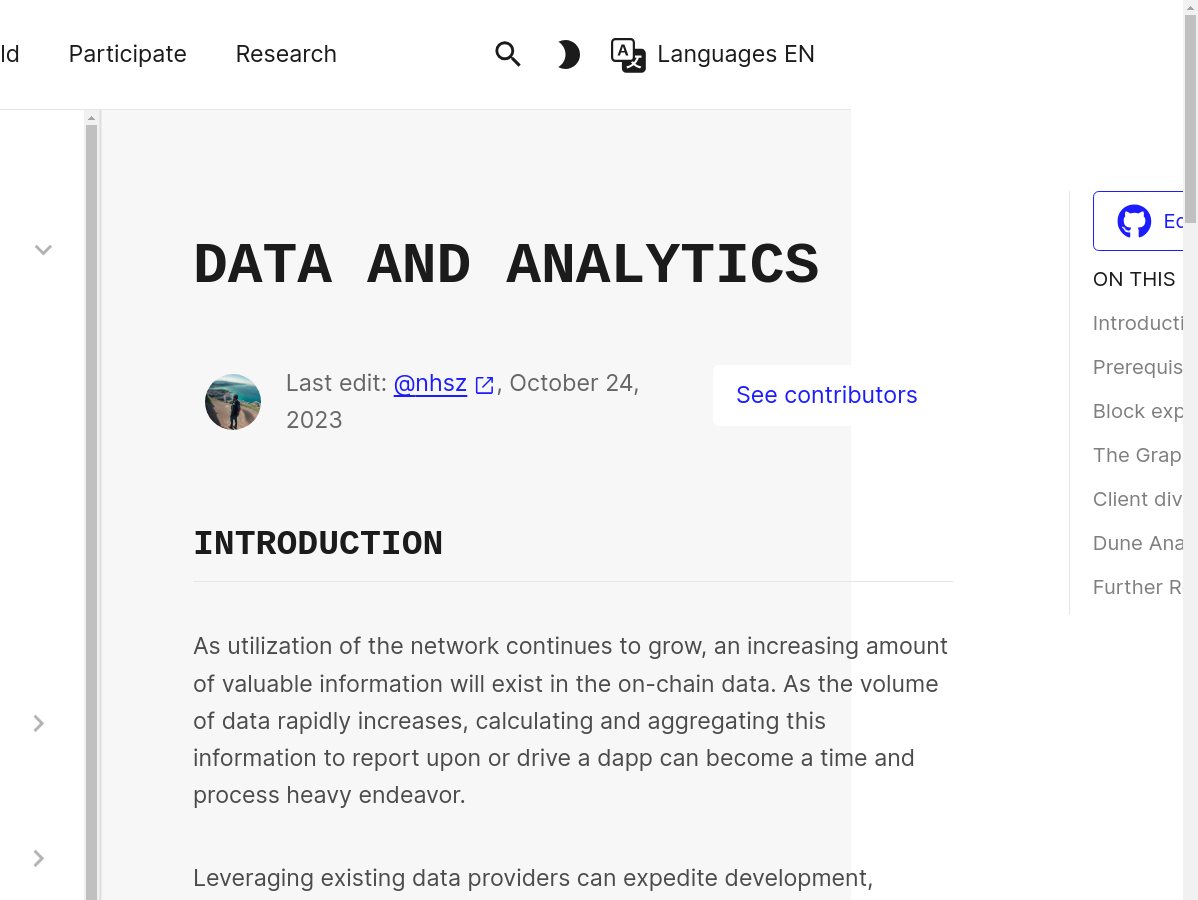 ld Participate Research Languages EN
DATA AND ANALYTICS
Last edit: @nhsz, October 24,
2023
See contributors
INTRODUCTION
As utilization of the network continues to grow, an increasing amount
of valuable information will exist in the on-chain data. As the volume
of data rapidly increases, calculating and aggregating this
information to report upon or drive a dapp can become a time and
process heavy endeavor.
Leveraging existing data providers can expedite development,
Ed
ON THIS
Introducti
Prerequis
Block exp
The Grap
Client div
Dune Ana
Further R